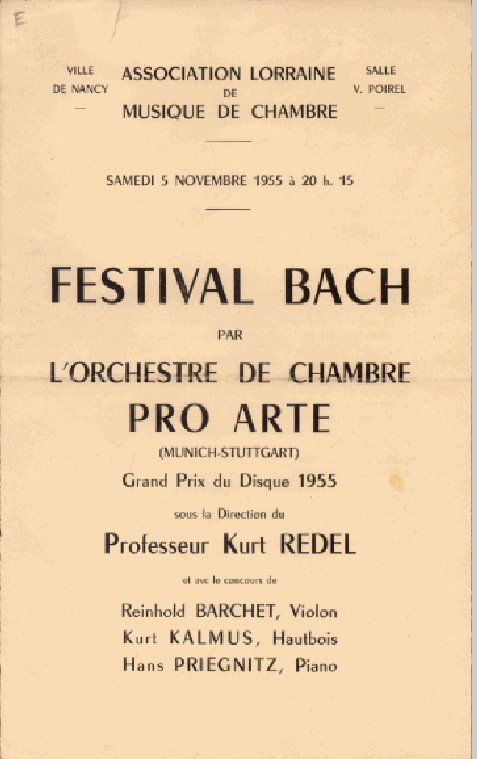 E
VILLE
DE NANCY
ASSOCIATION LORRAINE
DE
MUSIQUE DE CHAMBRE
SALLE
V. POIREL
SAMEDI 5 NOVEMBRE 1955 à 20 h. 15
FESTIVAL BACH
PAR
L'ORCHESTRE DE CHAMBRE
PRO ARTE
(MUNICH-STUTTGART)
Grand Prix du Disque 1955
sous la Direction du
Professeur Kurt REDEL
et avc le concours de
Reinhold BARCHET, Violon
Kurt KALMUS, Hautbois
Hans PRIEGNITZ, Piano